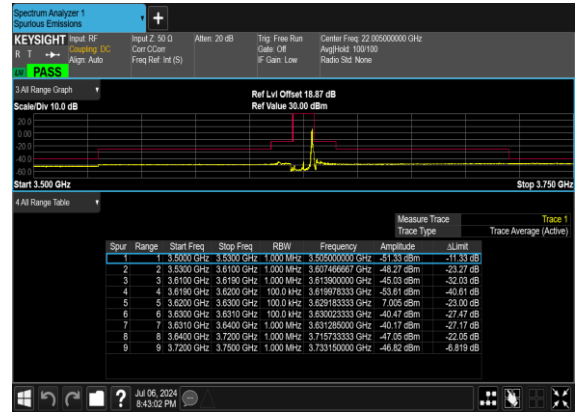 Spectrum Analyzer 1
Spurious Emissions
KEYSIGHT Input: RF Input Z: 50 Ω Atten: 20 dB Trig: Free Run Center Freq: 22.005000000 GHz
R T Coupling: DC Corr CCorr Gate: Off Avg|Hold: 100/100
Align: Auto Freq Ref: Int (S) IF Gain: Low Radio Std: None
PASS
3 All Range Graph Ref Lvl Offset 18.87 dB
Scale/Div 10.0 dB Ref Value 30.00 dBm
20.0
0.00
-20.0
-40.0
-60.0
Start 3.500 GHz Stop 3.750 GHz
4 All Range Table
Measure Trace Trace 1
Trace Type Trace Average (Active)
Spur Range Start Freq Stop Freq RBW Frequency Amplitude ΔLimit
1 1 3.5000 GHz 3.5300 GHz 1.000 MHz 3.505000000 GHz -51.33 dBm -11.33 dB
2 2 3.5300 GHz 3.6100 GHz 1.000 MHz 3.607466667 GHz -48.27 dBm -23.27 dB
3 3 3.6100 GHz 3.6190 GHz 1.000 MHz 3.613900000 GHz -45.03 dBm -32.03 dB
4 4 3.6190 GHz 3.6200 GHz 100.0 kHz 3.619978333 GHz -53.61 dBm -40.61 dB
5 5 3.6200 GHz 3.6300 GHz 100.0 kHz 3.629183333 GHz 7.005 dBm -23.00 dB
6 6 3.6300 GHz 3.6310 GHz 100.0 kHz 3.630023333 GHz -40.47 dBm -27.47 dB
7 7 3.6310 GHz 3.6400 GHz 1.000 MHz 3.631285000 GHz -40.17 dBm -27.17 dB
8 8 3.6400 GHz 3.7200 GHz 1.000 MHz 3.715733333 GHz -47.05 dBm -22.05 dB
9 9 3.7200 GHz 3.7500 GHz 1.000 MHz 3.733150000 GHz -46.82 dBm -6.819 dB
? Jul 06, 2024
8:43:02 PM